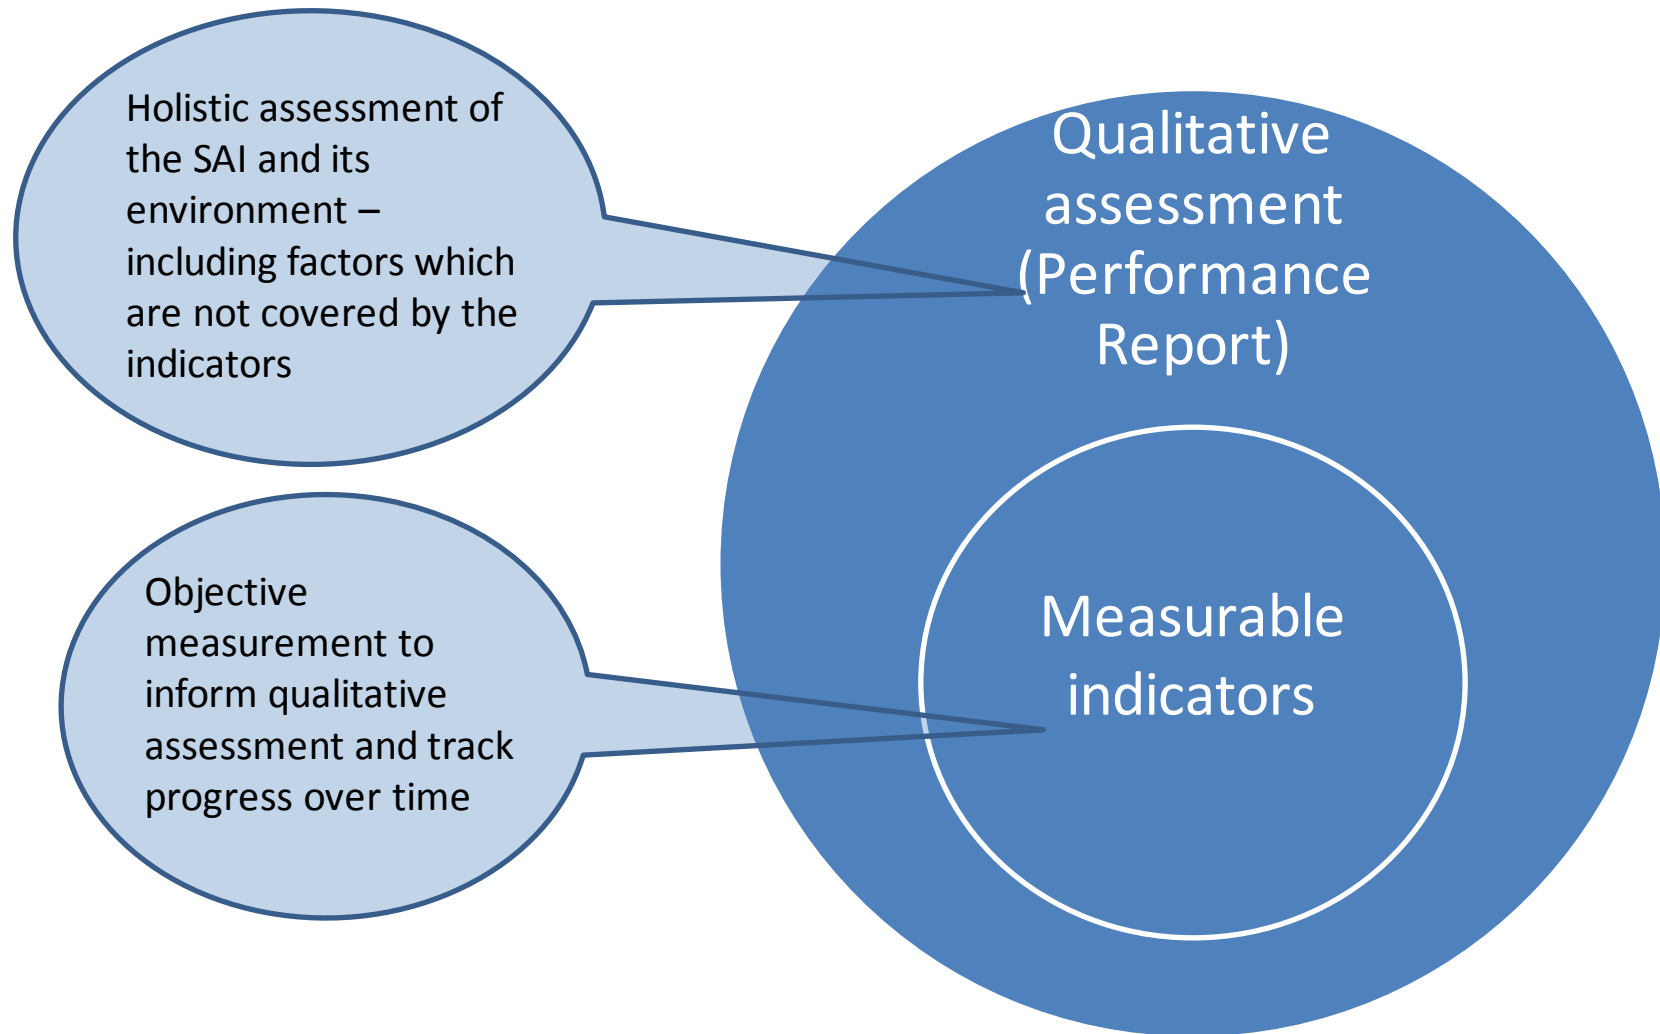 Holistic assessment of
the SAI and its
environment –
including factors which
are not covered by the
indicators
Qualitative
assessment
(Performance
Report)
Objective
measurement to
inform qualitative
assessment and track
progress over time
Measurable
indicators